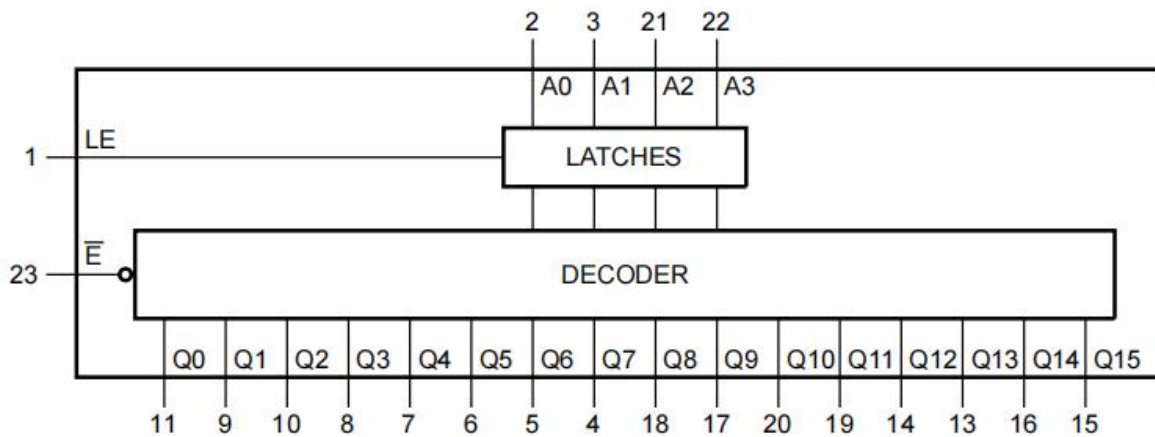 2 3 21 22
A0 A1 A2 A3
LE
1
LATCHES
E̅
23
DECODER
Q0 Q1 Q2 Q3 Q4 Q5 Q6 Q7 Q8 Q9 Q10 Q11 Q12 Q13 Q14 Q15
11 9 10 8 7 6 5 4 18 17 20 19 14 13 16 15